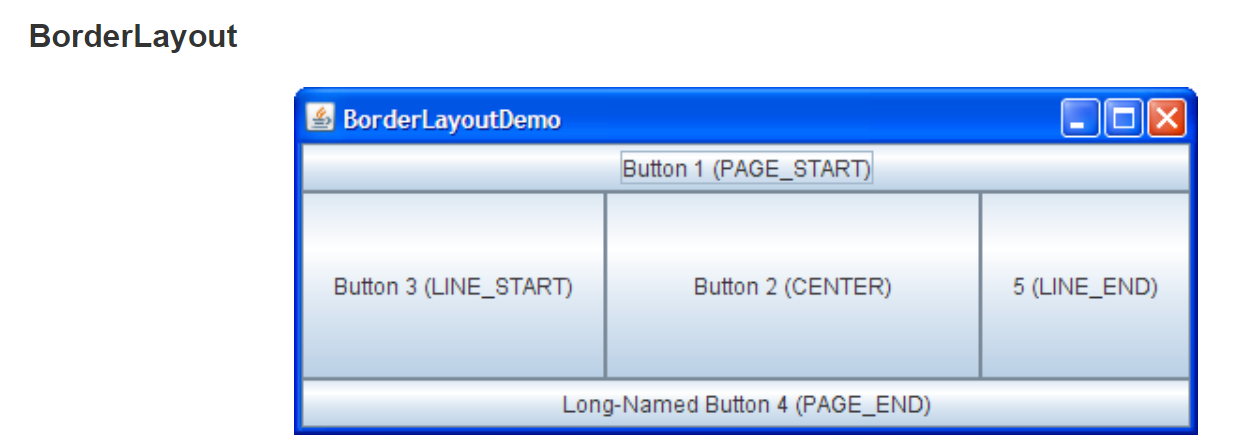 BorderLayout
BorderLayoutDemo
Button 1 (PAGE_START)
Button 3 (LINE_START)
Button 2 (CENTER)
5 (LINE_END)
Long-Named Button 4 (PAGE_END)